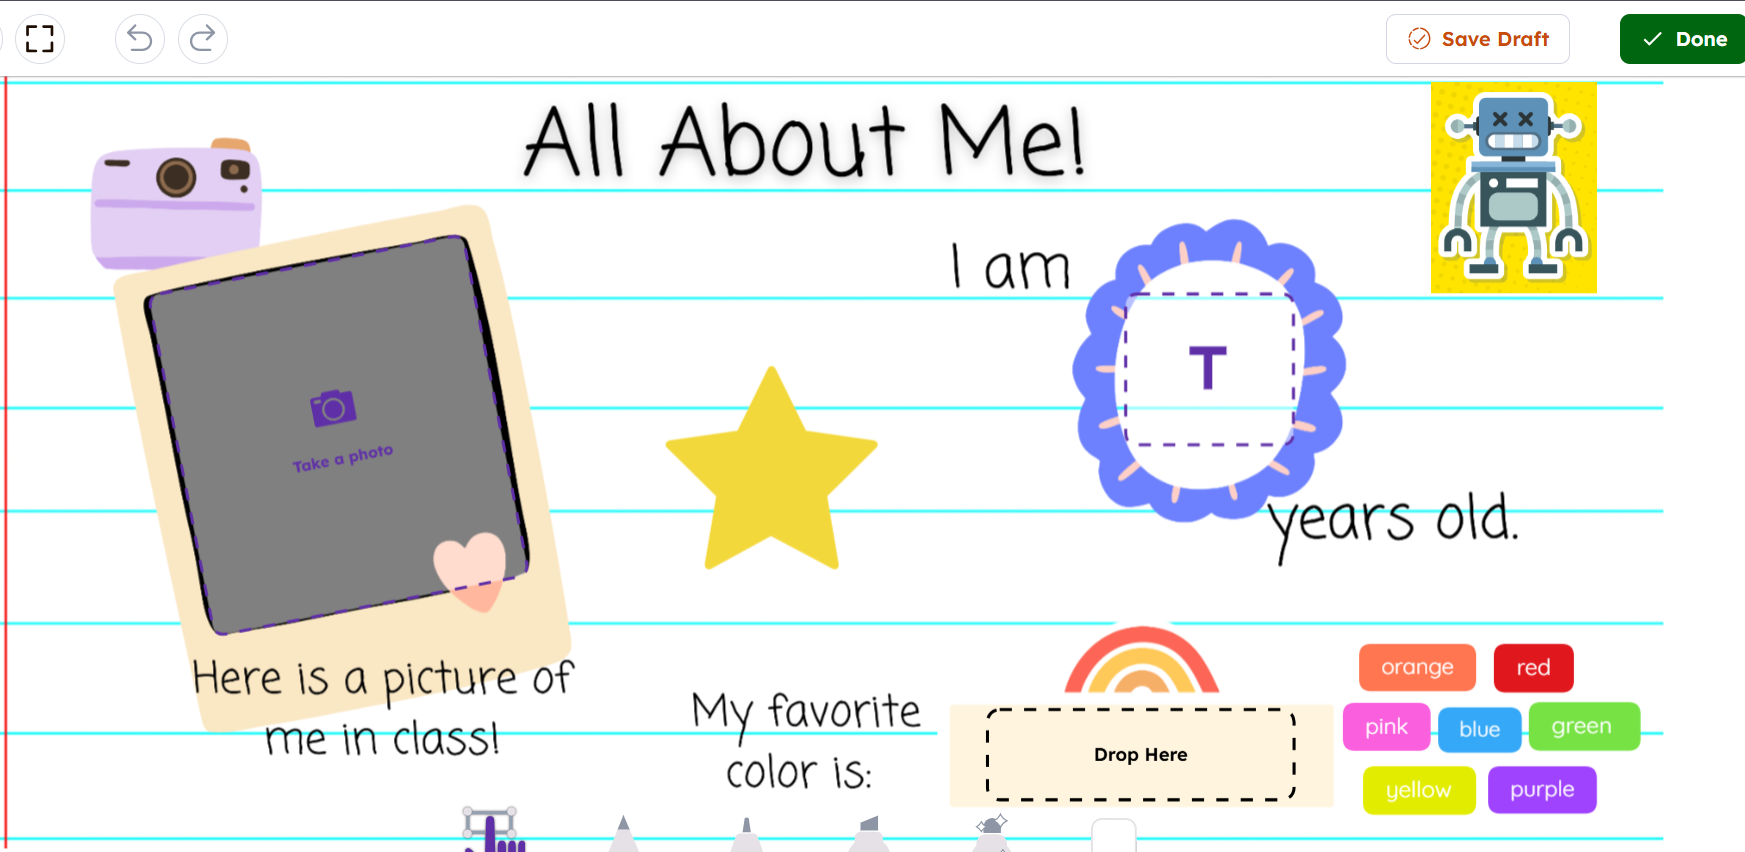 Save Draft
Done
All About Me!
I am
T
Take a photo
years old.
Here is a picture of
me in class!
My favorite
color is:
Drop Here
orange
red
pink
blue
green
yellow
purple